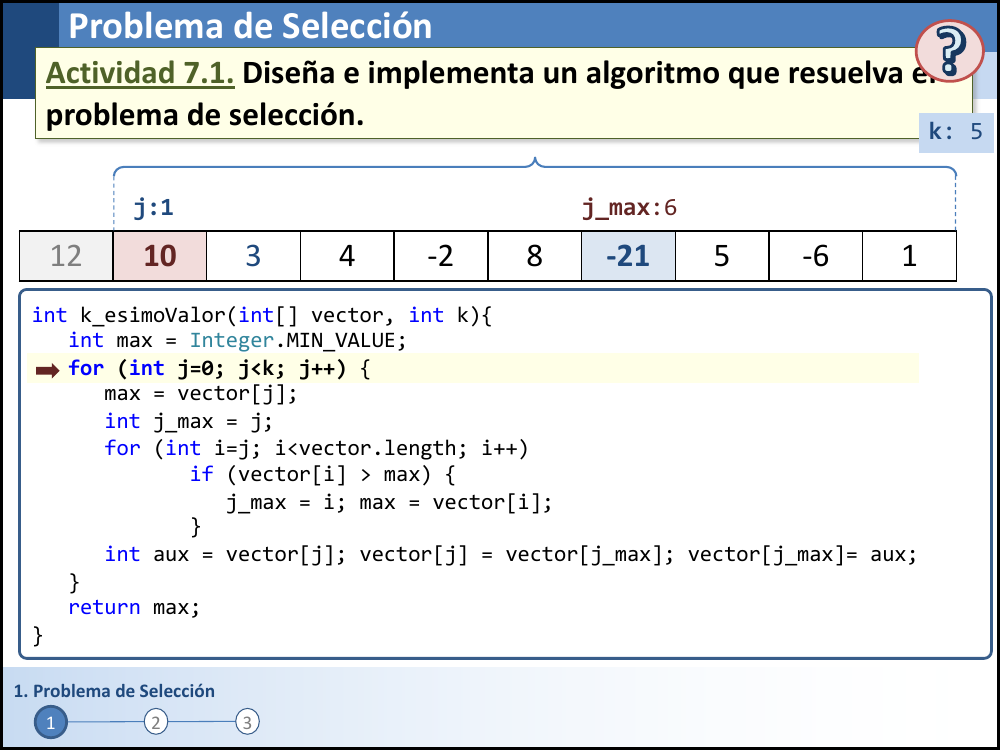 Problema de Selección
?
Actividad 7.1. Diseña e implementa un algoritmo que resuelva el
problema de selección.
k: 5
j:1 j_max:6
12 10 3 4 -2 8 -21 5 -6 1
int k_esimoValor(int[] vector, int k){
int max = Integer.MIN_VALUE;
for (int j=0; j<k; j++) {
max = vector[j];
int j_max = j;
for (int i=j; i<vector.length; i++)
if (vector[i] > max) {
j_max = i; max = vector[i];
}
int aux = vector[j]; vector[j] = vector[j_max]; vector[j_max]= aux;
}
return max;
}
1. Problema de Selección
1 2 3